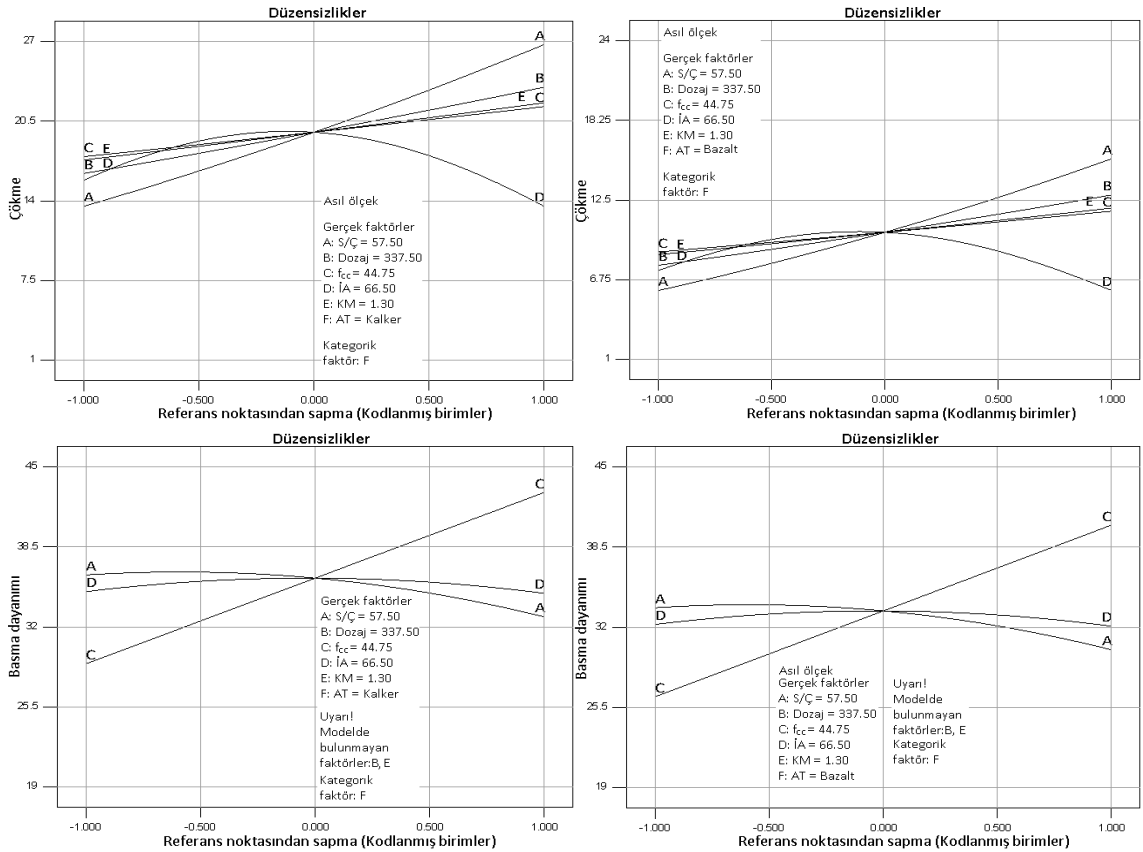 Düzensizlikler
27
20.5
14
7.5
1
Çökme
A
B
E C
D
C E
B D
A
Asıl ölçek
Gerçek faktörler
A: S/Ç = 57.50
B: Dozaj = 337.50
C: fcc = 44.75
D: İA = 66.50
E: KM = 1.30
F: AT = Kalker
Kategorik
faktör: F
-1.000 -0.500 0.000 0.500 1.000
Referans noktasından sapma (Kodlanmış birimler)
Düzensizlikler
24
18.25
12.5
6.75
1
Çökme
Asıl ölçek
Gerçek faktörler
A: S/Ç = 57.50
B: Dozaj = 337.50
C: fcc = 44.75
D: İA = 66.50
E: KM = 1.30
F: AT = Bazalt
Kategorik
faktör: F
A
B
E C
D
C E
B D
A
-1.000 -0.500 0.000 0.500 1.000
Referans noktasından sapma (Kodlanmış birimler)
Düzensizlikler
45
38.5
32
25.5
19
Basma dayanımı
C
A
D
D
A
C
Gerçek faktörler
A: S/Ç = 57.50
B: Dozaj = 337.50
C: fcc = 44.75
D: İA = 66.50
E: KM = 1.30
F: AT = Kalker
Uyarı!
Modelde
bulunmayan
faktörler:B, E
Kategorik
faktör: F
-1.000 -0.500 0.000 0.500 1.000
Referans noktasından sapma (Kodlanmış birimler)
Düzensizlikler
45
38.5
32
25.5
19
Basma dayanımı
C
A
D
D
A
C
Asıl ölçek
Gerçek faktörler
A: S/Ç = 57.50
B: Dozaj = 337.50
C: fcc = 44.75
D: İA = 66.50
E: KM = 1.30
F: AT = Bazalt
Uyarı!
Modelde
bulunmayan
faktörler:B, E
Kategorik
faktör: F
-1.000 -0.500 0.000 0.500 1.000
Referans noktasından sapma (Kodlanmış birimler)